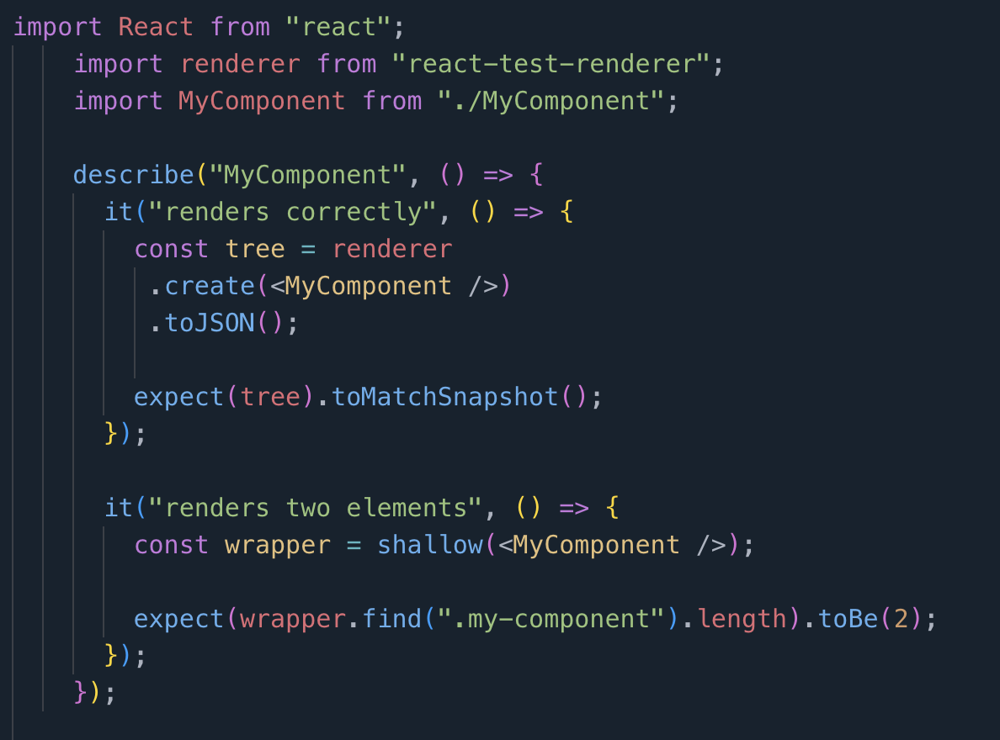 import React from "react";
    import renderer from "react-test-renderer";
    import MyComponent from "./MyComponent";

    describe("MyComponent", () => {
      it("renders correctly", () => {
        const tree = renderer
         .create(<MyComponent />)
         .toJSON();

        expect(tree).toMatchSnapshot();
      });

      it("renders two elements", () => {
        const wrapper = shallow(<MyComponent />);

        expect(wrapper.find(".my-component").length).toBe(2);
      });
    });